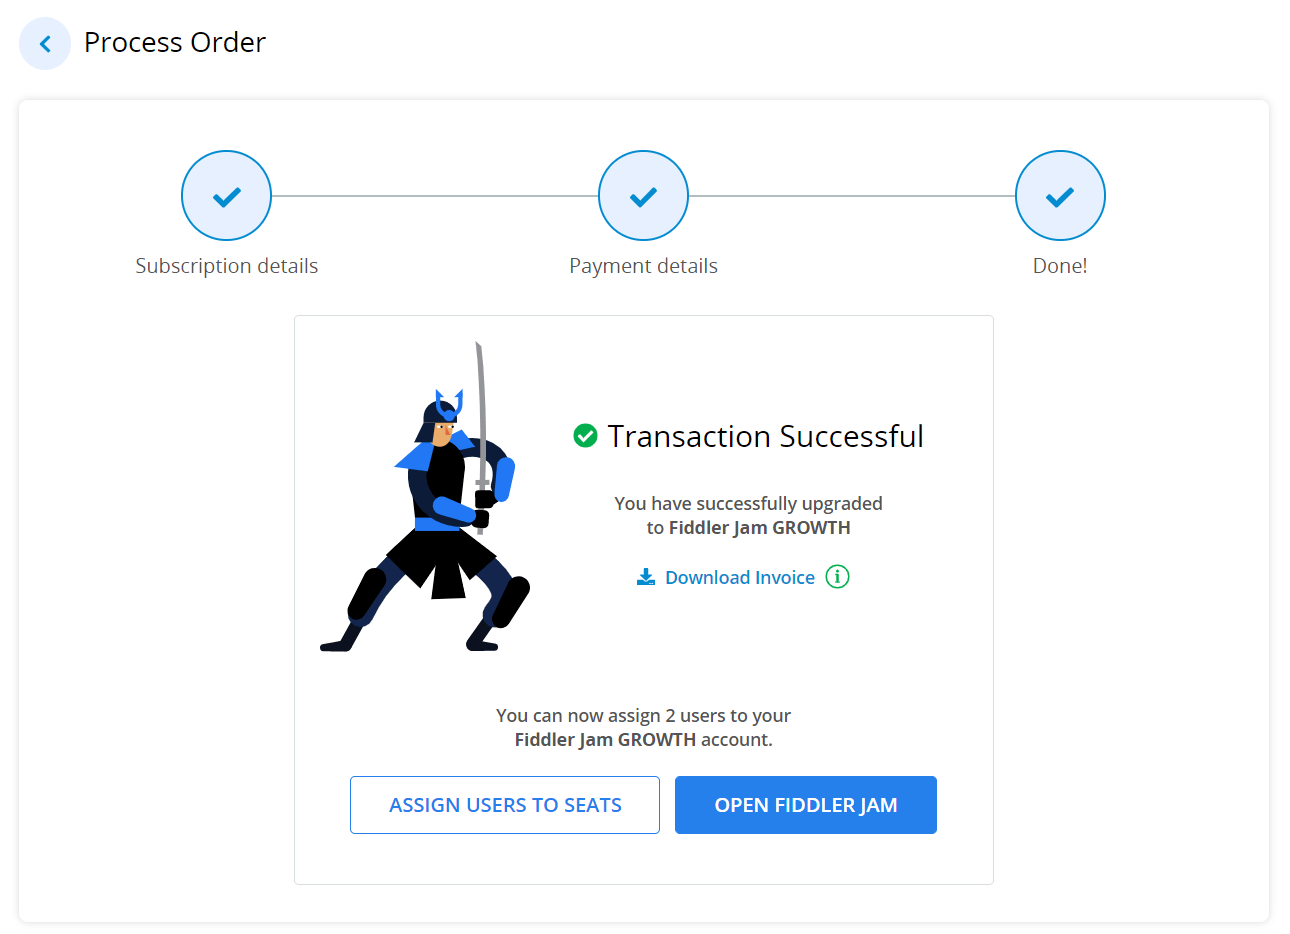 Process Order
Subscription details
Payment details
Done!
Transaction Successful
You have successfully upgraded
to Fiddler Jam GROWTH
Download Invoice
You can now assign 2 users to your
Fiddler Jam GROWTH account.
ASSIGN USERS TO SEATS
OPEN FIDDLER JAM